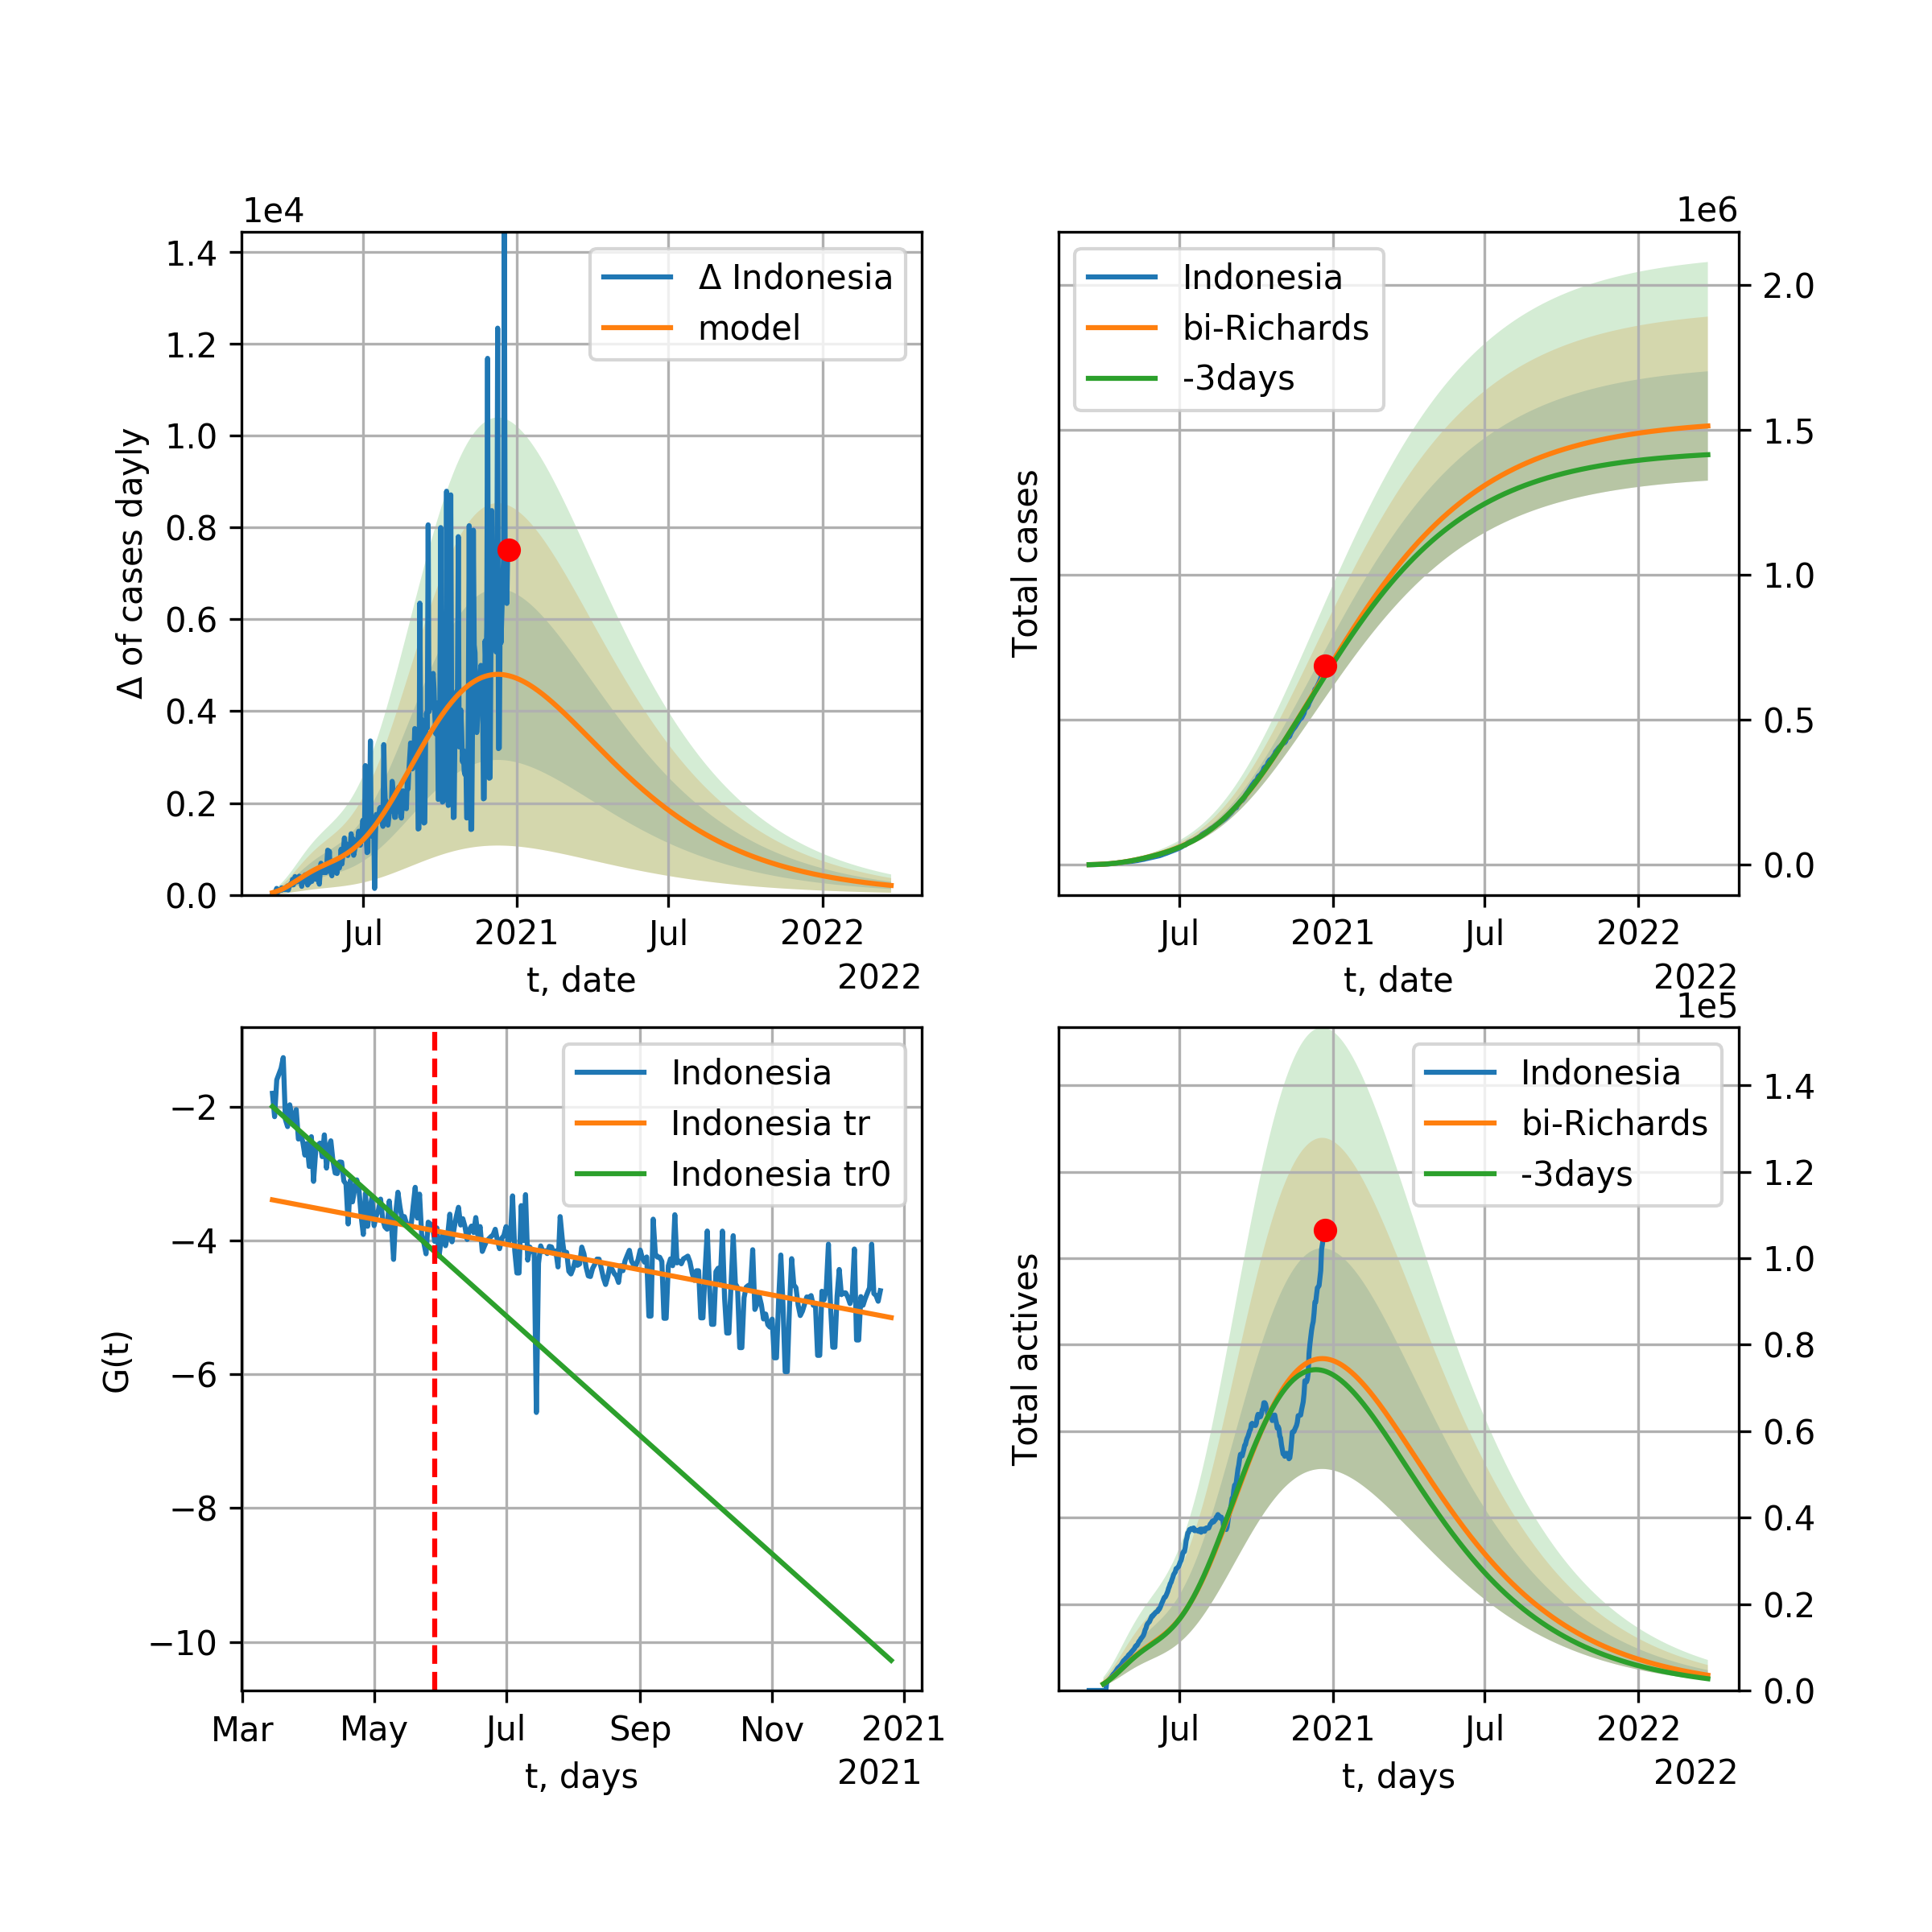 1e4
Δ of cases dayly
1.4
1.2
1.0
0.8
0.6
0.4
0.2
0.0
Δ Indonesia
model
Jul
2021
Jul
2022
t, date
2022
1e6
Total cases
Indonesia
bi-Richards
-3days
2.0
1.5
1.0
0.5
0.0
Jul
2021
Jul
2022
t, date
2022
G(t)
−2
−4
−6
−8
−10
Indonesia
Indonesia tr
Indonesia tr0
Mar
May
Jul
Sep
Nov
2021
t, days
2021
1e5
Total actives
Indonesia
bi-Richards
-3days
1.4
1.2
1.0
0.8
0.6
0.4
0.2
0.0
Jul
2021
Jul
2022
t, days
2022